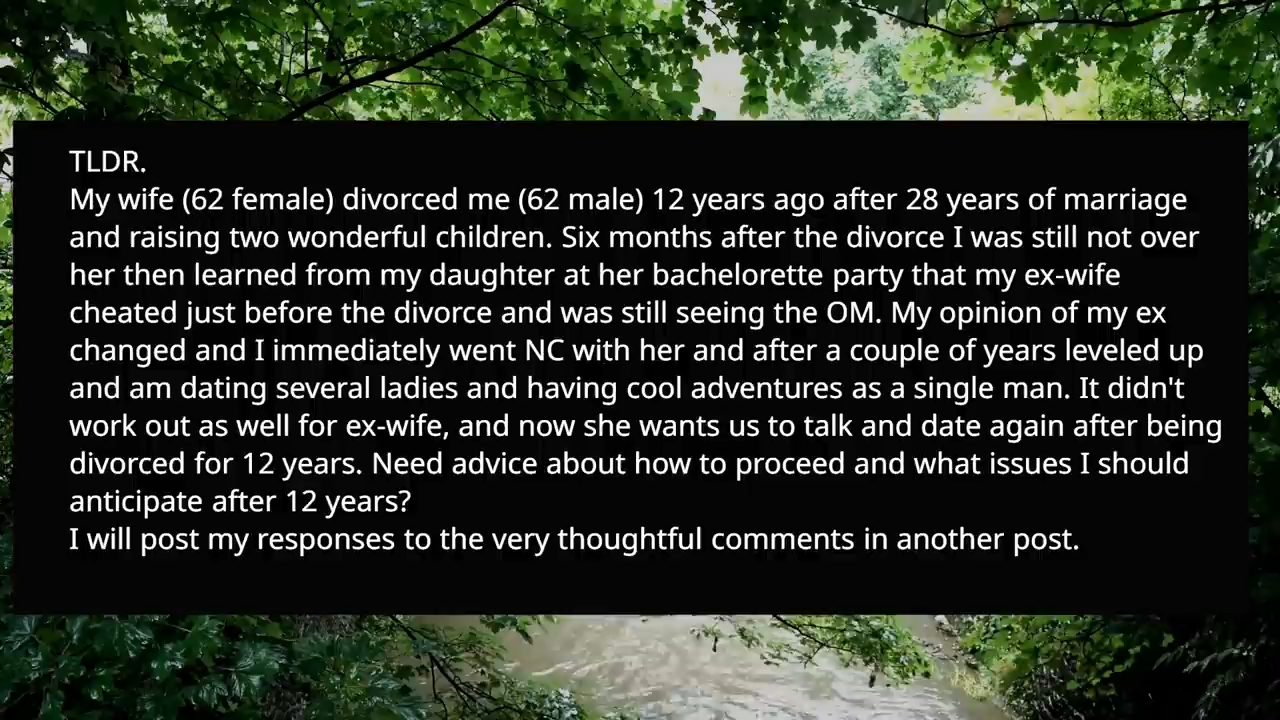 TLDR.
My wife (62 female) divorced me (62 male) 12 years ago after 28 years of marriage
and raising two wonderful children. Six months after the divorce I was still not over
her then learned from my daughter at her bachelorette party that my ex-wife
cheated just before the divorce and was still seeing the OM. My opinion of my ex
changed and I immediately went NC with her and after a couple of years leveled up
and am dating several ladies and having cool adventures as a single man. It didn't
work out as well for ex-wife, and now she wants us to talk and date again after being
divorced for 12 years. Need advice about how to proceed and what issues I should
anticipate after 12 years?
I will post my responses to the very thoughtful comments in another post.